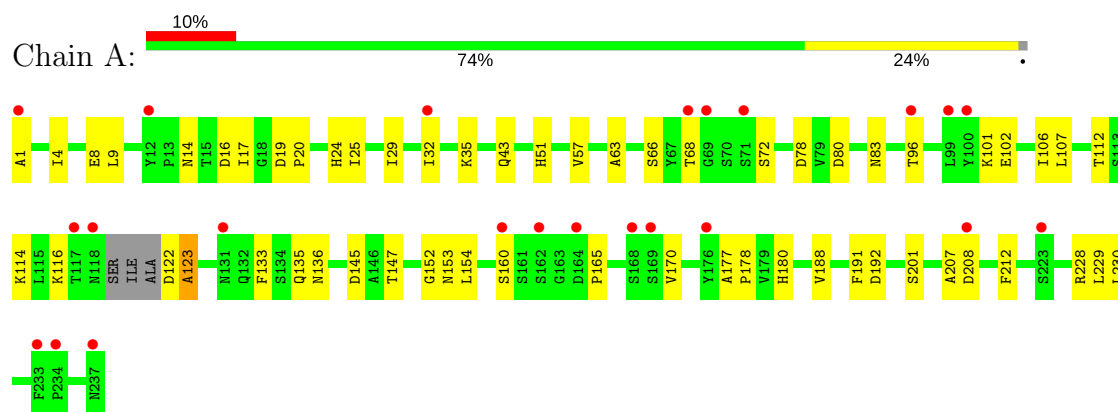 10%
Chain A:
74% 24% •
A1 I4 E8 L9 Y12 P13 N14 T15 D16 I17 G18 D19 P20 H24 I25 I29 I32 K35 Q43 H51 V57 A63 S66 Y67 T68 G69 S70 S71 S72 D78 V79 D80 N83 T96 L99 Y100 K101 E102 I106 L107 T112 S113
K114 L115 K116 T117 N118 SER ILE ALA D122 A123 N131 Q132 F133 S134 Q135 N136 D145 A146 T147 G152 N153 L154 S160 S161 S162 G163 D164 P165 S168 S169 V170 Y176 A177 P178 V179 H180 V188 F191 D192 S201 A207 D208 F212 S223 R228 L229 L230
F233 P234 N237